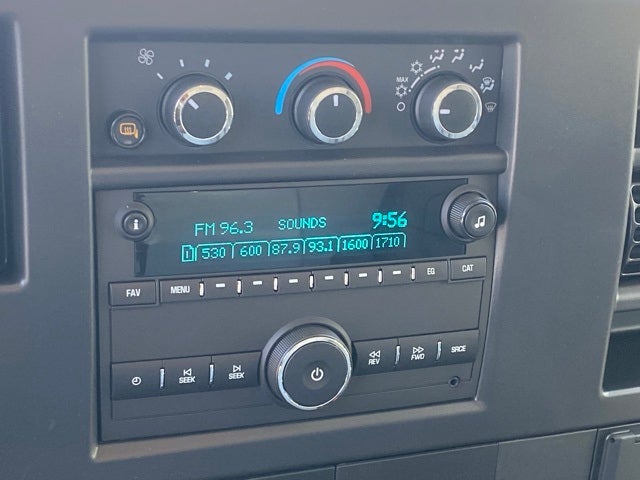 MAX
i
FM 96.3 SOUNDS 9:56
1 530 600 87.9 93.1 1600 1710
FAV MENU EQ CAT
SEEK SEEK REV FWD SRCE